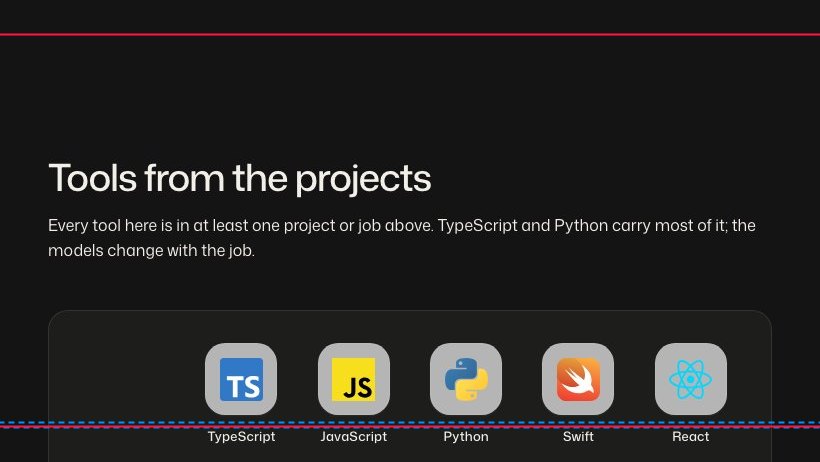 Tools from the projects
Every tool here is in at least one project or job above. TypeScript and Python carry most of it; the
models change with the job.
TS
JS
TypeScript
JavaScript
Python
Swift
React